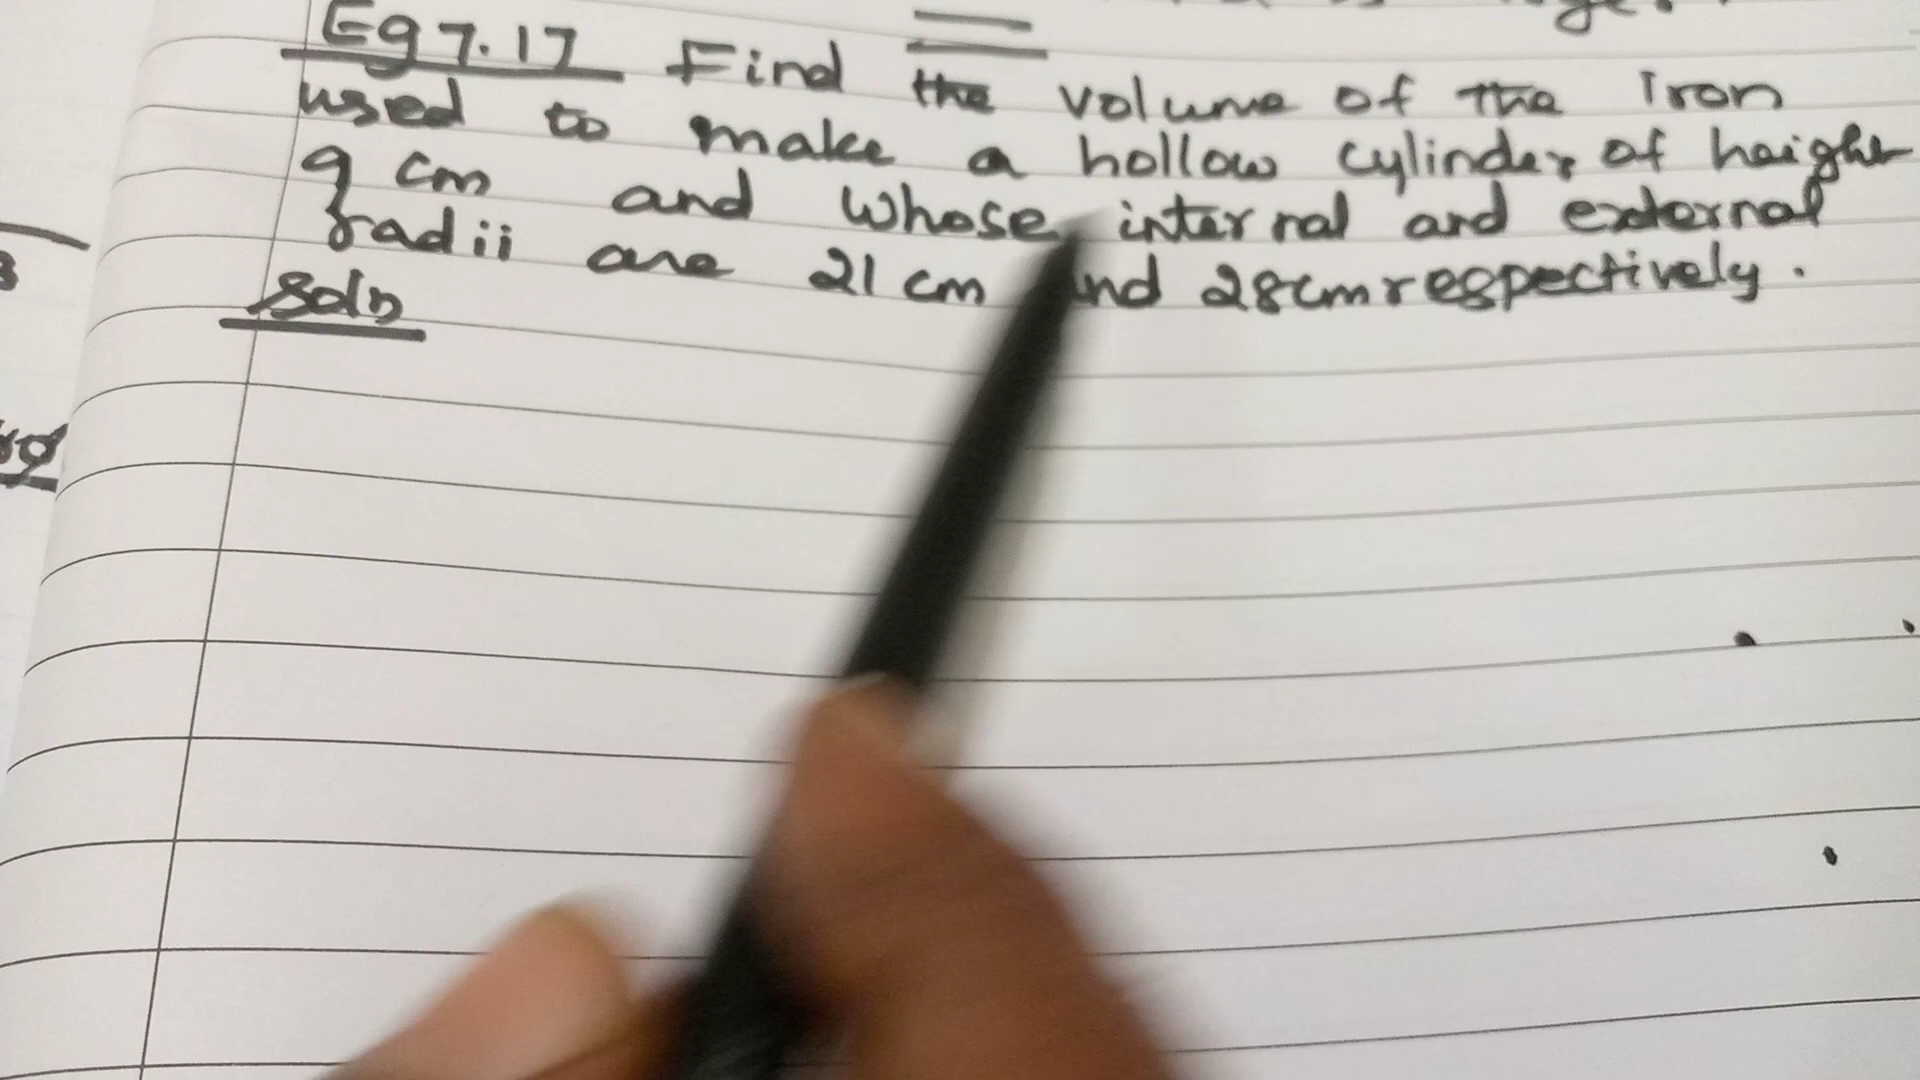 Eg 7.17 Find the volume of the Iron
used to make a hollow cylinder of height
9 cm and whose internal and external
radii are 21 cm and 28cm respectively.
Soln